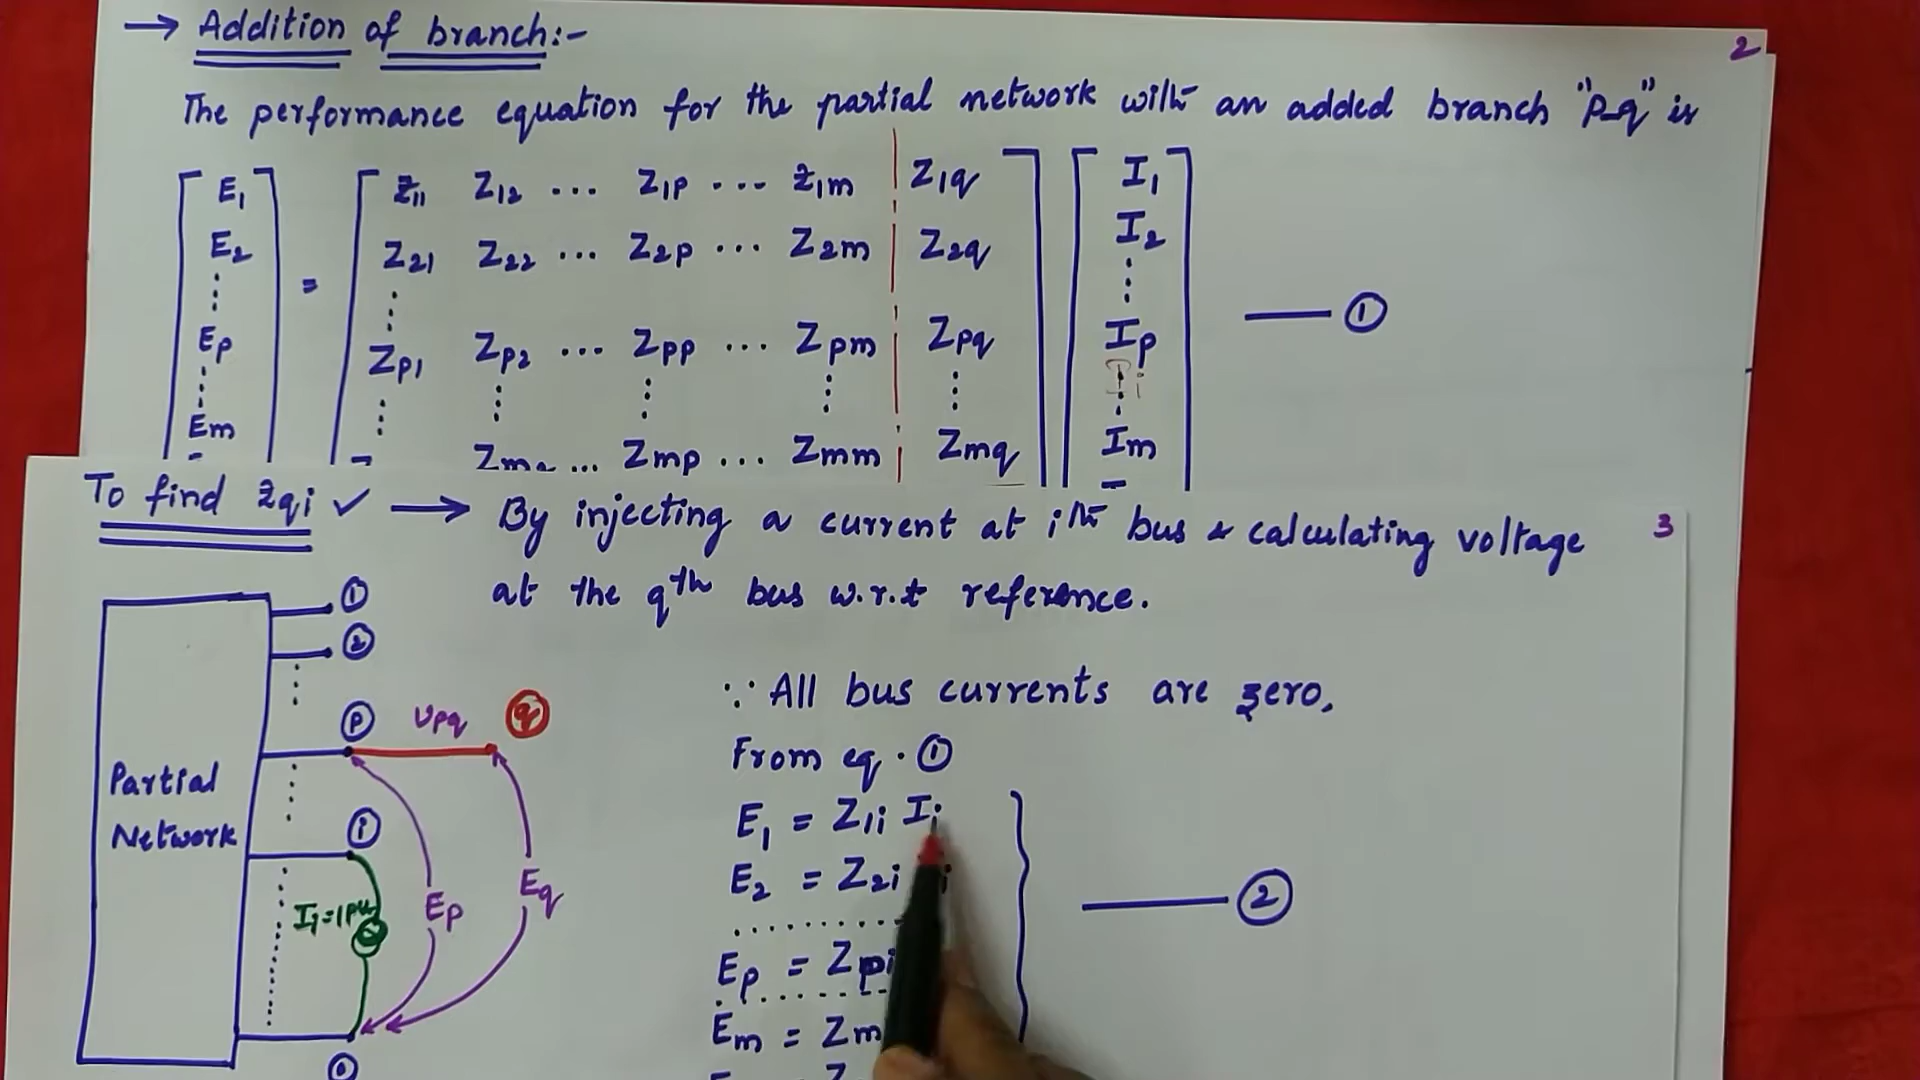 → Addition of branch:- 2
The performance equation for the partial network with an added branch "p-q" is
E1 = Z11 Z12 ... Z1p ... Z1m Z1q I1
E2 Z21 Z22 ... Z2p ... Z2m Z2q I2
Ep Zp1 Zp2 ... Zpp ... Zpm Zpq Ip — ①
Em Zm2 ... Zmp ... Zmm Zmq Im
To find Zqi ✓ → By injecting a current at ith bus & calculating voltage 3
at the qth bus w.r.t reference.
①
②
∵ All bus currents are zero.
p υpq q
From eq. ①
Partial
Network
i
E1 = Z1i Ii
E2 = Z2i
Ii=1pu Ep Eq — ②
Ep = Zpi
Em = Zm
0